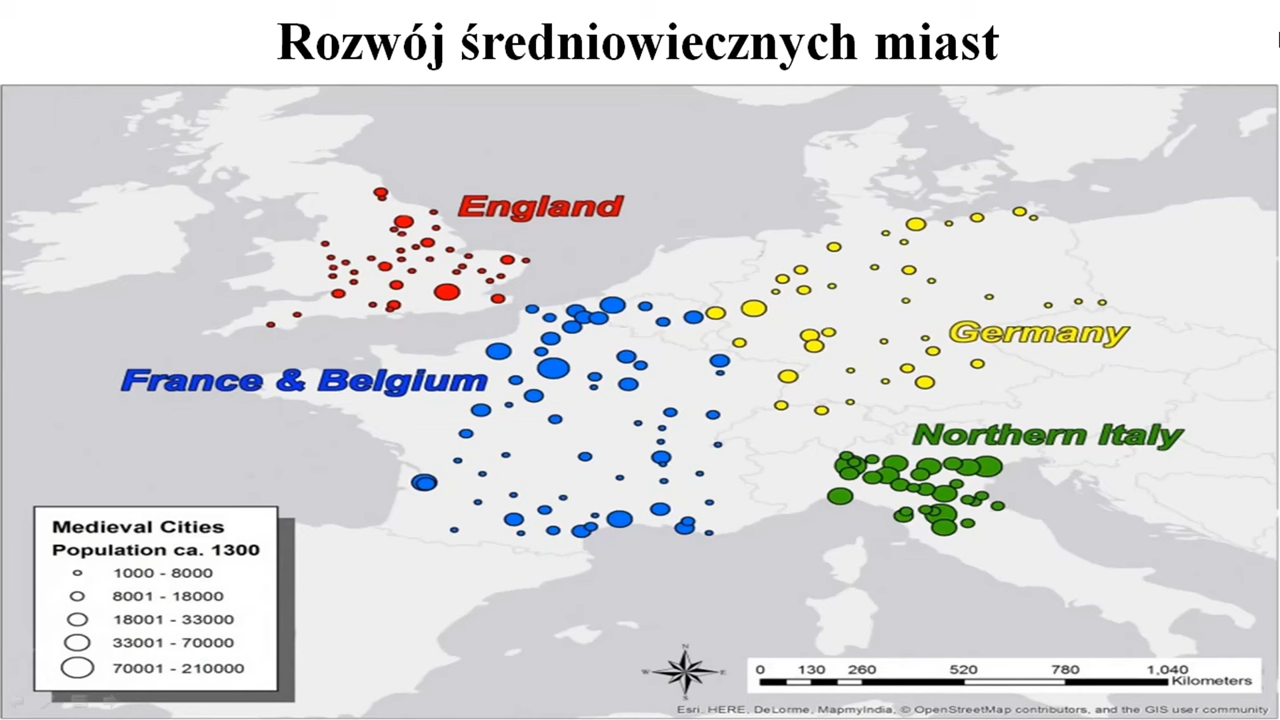 Rozwój średniowiecznych miast
England
Germany
France & Belgium
Northern Italy
Medieval Cities
Population ca. 1300
1000 - 8000
8001 - 18000
18001 - 33000
33001 - 70000
70001 - 210000
N
W E
S
0 130 260 520 780 1,040
Kilometers
Esri, HERE, DeLorme, MapmyIndia, © OpenStreetMap contributors, and the GIS user community